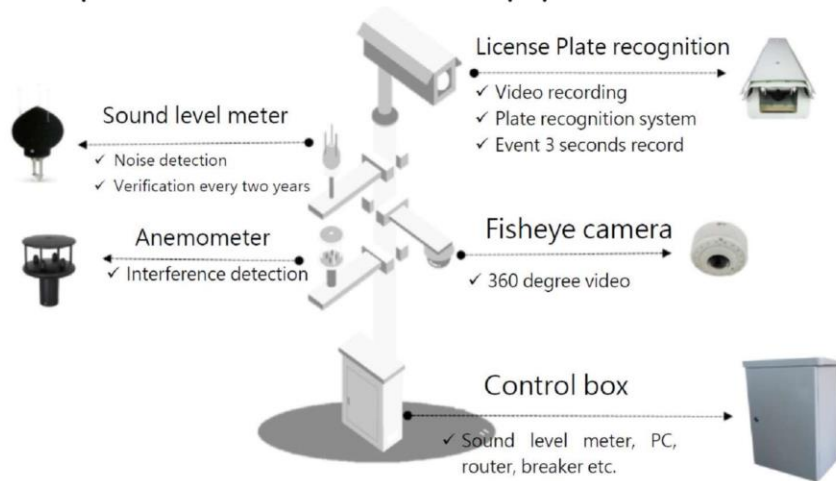 License Plate recognition
✓ Video recording
✓ Plate recognition system
✓ Event 3 seconds record
Sound level meter
✓ Noise detection
✓ Verification every two years
Anemometer
✓ Interference detection
Fisheye camera
✓ 360 degree video
Control box
✓ Sound level meter, PC,
router, breaker etc.